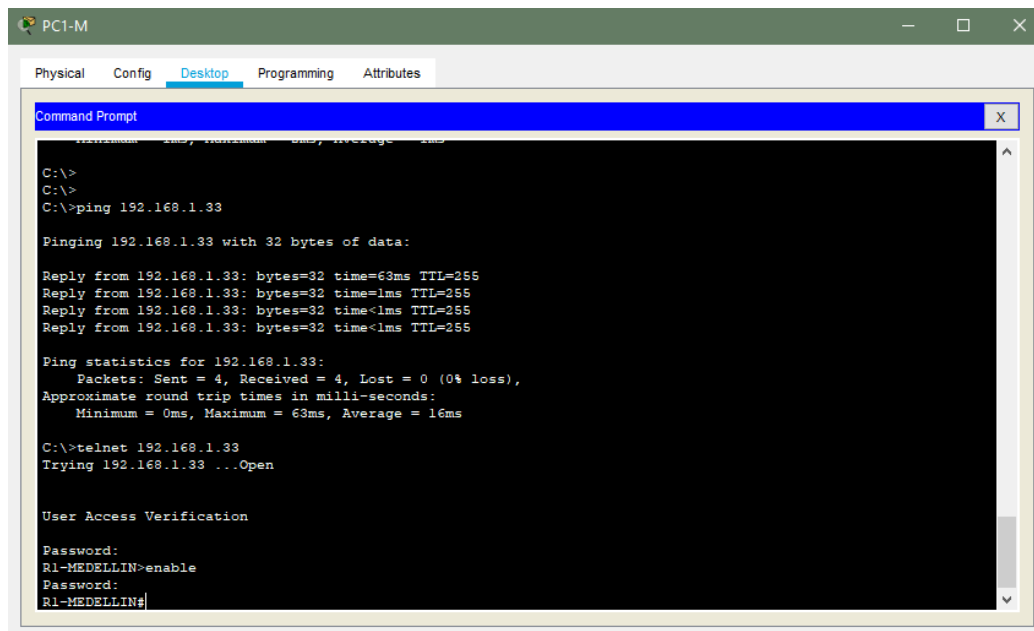 PC1-M
Physical Config Desktop Programming Attributes
Command Prompt
X
Minimum = 1ms, Maximum = 2ms, Average = 1ms
C:\>
C:\>
C:\>ping 192.168.1.33
Pinging 192.168.1.33 with 32 bytes of data:
Reply from 192.168.1.33: bytes=32 time=63ms TTL=255
Reply from 192.168.1.33: bytes=32 time=1ms TTL=255
Reply from 192.168.1.33: bytes=32 time<1ms TTL=255
Reply from 192.168.1.33: bytes=32 time<1ms TTL=255
Ping statistics for 192.168.1.33:
Packets: Sent = 4, Received = 4, Lost = 0 (0% loss),
Approximate round trip times in milli-seconds:
Minimum = 0ms, Maximum = 63ms, Average = 16ms
C:\>telnet 192.168.1.33
Trying 192.168.1.33 ...Open
User Access Verification
Password:
R1-MEDELLIN>enable
Password:
R1-MEDELLIN#